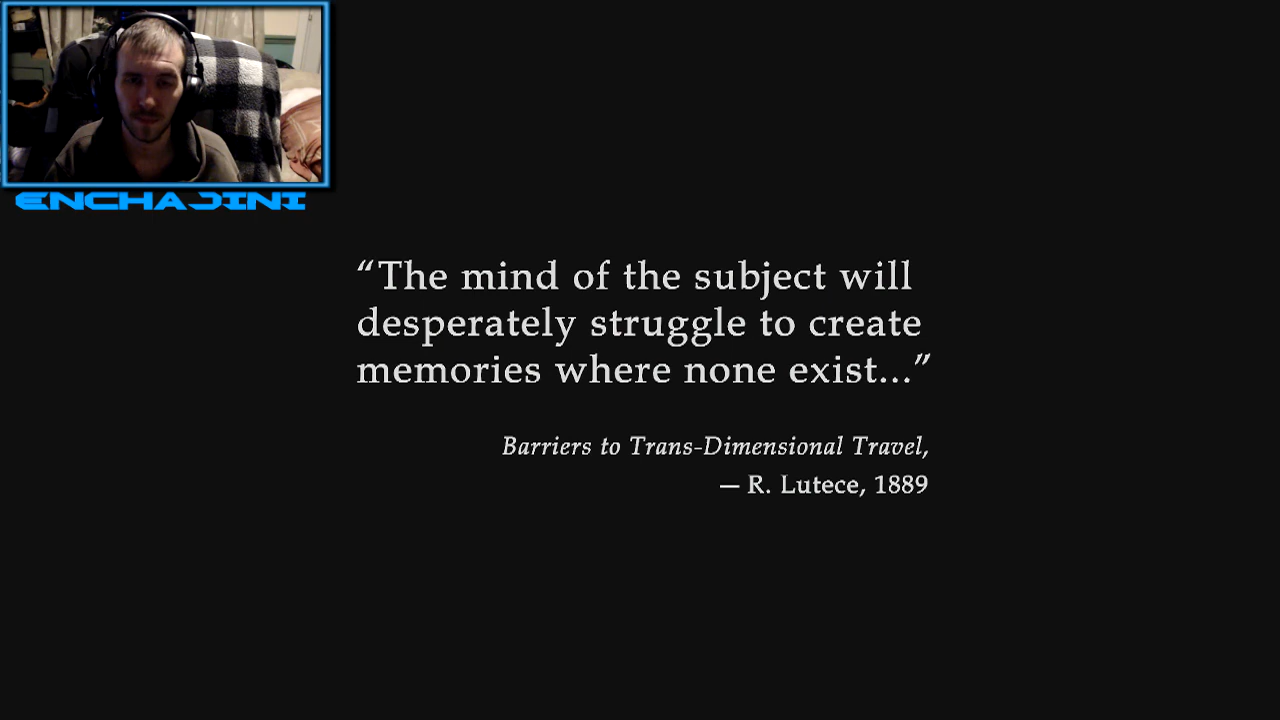 ENCHAJINI
“The mind of the subject will
desperately struggle to create
memories where none exist...”
Barriers to Trans-Dimensional Travel,
— R. Lutece, 1889